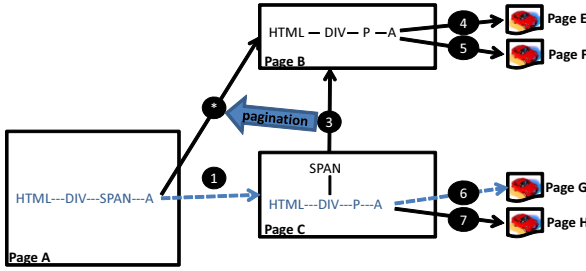 HTML — DIV — P — A
Page B
4
5
Page E
Page F
*
pagination
3
1
HTML---DIV---SPAN---A
Page A
SPAN
HTML---DIV---P---A
Page C
6
7
Page G
Page H